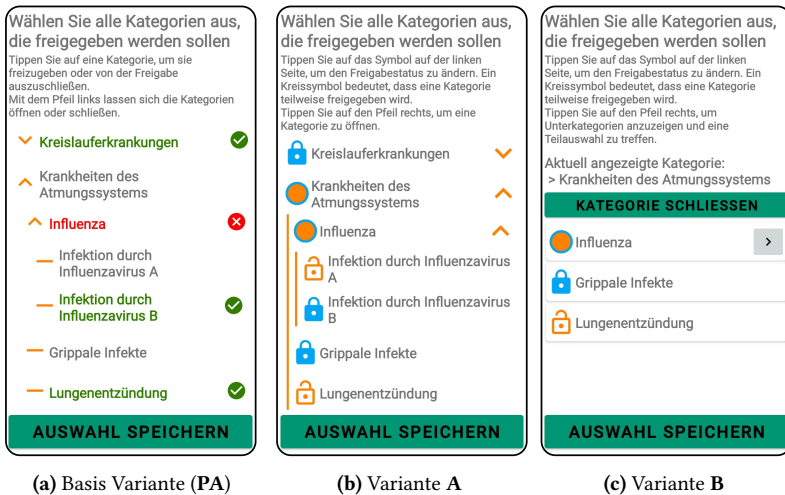 Wählen Sie alle Kategorien aus,
die freigegeben werden sollen
Tippen Sie auf eine Kategorie, um sie
freizugeben oder von der Freigabe
auszuschließen.
Mit dem Pfeil links lassen sich die Kategorien
öffnen oder schließen.
Kreislauferkrankungen
Krankheiten des
Atmungssystems
Influenza
Infektion durch
Influenzavirus A
Infektion durch
Influenzavirus B
Grippale Infekte
Lungenentzündung
AUSWAHL SPEICHERN
(a) Basis Variante (PA)
Wählen Sie alle Kategorien aus,
die freigegeben werden sollen
Tippen Sie auf das Symbol auf der linken
Seite, um den Freigabestatus zu ändern. Ein
Kreissymbol bedeutet, dass eine Kategorie
teilweise freigegeben wird.
Tippen Sie auf den Pfeil rechts, um eine
Kategorie zu öffnen.
Kreislauferkrankungen
Krankheiten des
Atmungssystems
Influenza
Infektion durch Influenzavirus
A
Infektion durch Influenzavirus
B
Grippale Infekte
Lungenentzündung
AUSWAHL SPEICHERN
(b) Variante A
Wählen Sie alle Kategorien aus,
die freigegeben werden sollen
Tippen Sie auf das Symbol auf der linken
Seite, um den Freigabestatus zu ändern. Ein
Kreissymbol bedeutet, dass eine Kategorie
teilweise freigegeben wird.
Tippen Sie auf den Pfeil rechts, um
Unterkategorien anzuzeigen und eine
Teilauswahl zu treffen.
Aktuell angezeigte Kategorie:
> Krankheiten des Atmungssystems
KATEGORIE SCHLIESSEN
Influenza
Grippale Infekte
Lungenentzündung
AUSWAHL SPEICHERN
(c) Variante B